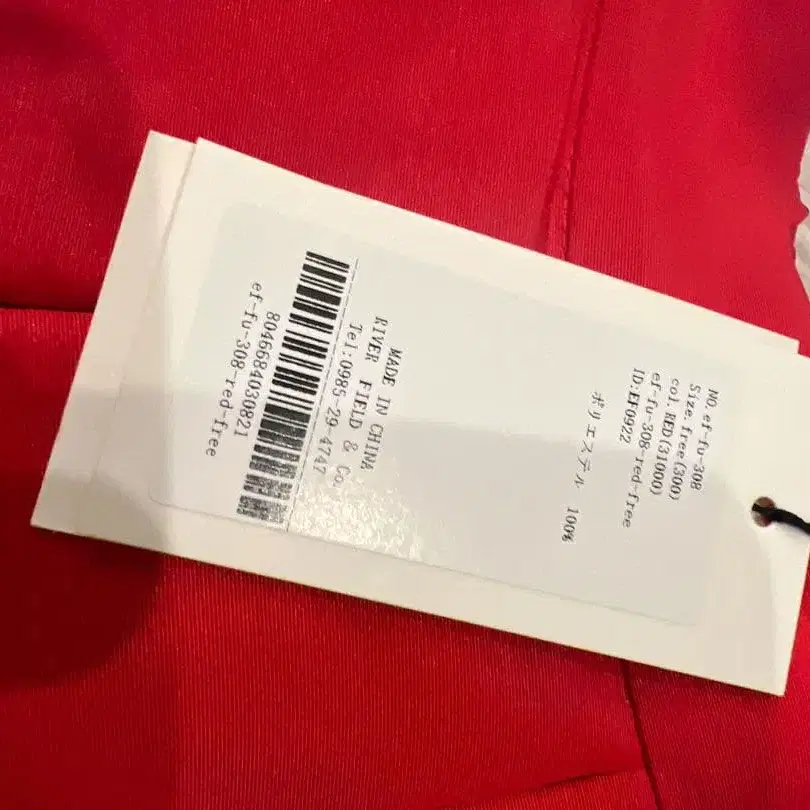 NO.ef-fu-308
Size.free(300)
col.RED(31000)
ef-fu-308-red-free
ID:EF0922
ポリエステル 100%
MADE IN CHINA
RIVER FIELD & Co.
Tel:0985-29-4747
8046684030821
ef-fu-308-red-free